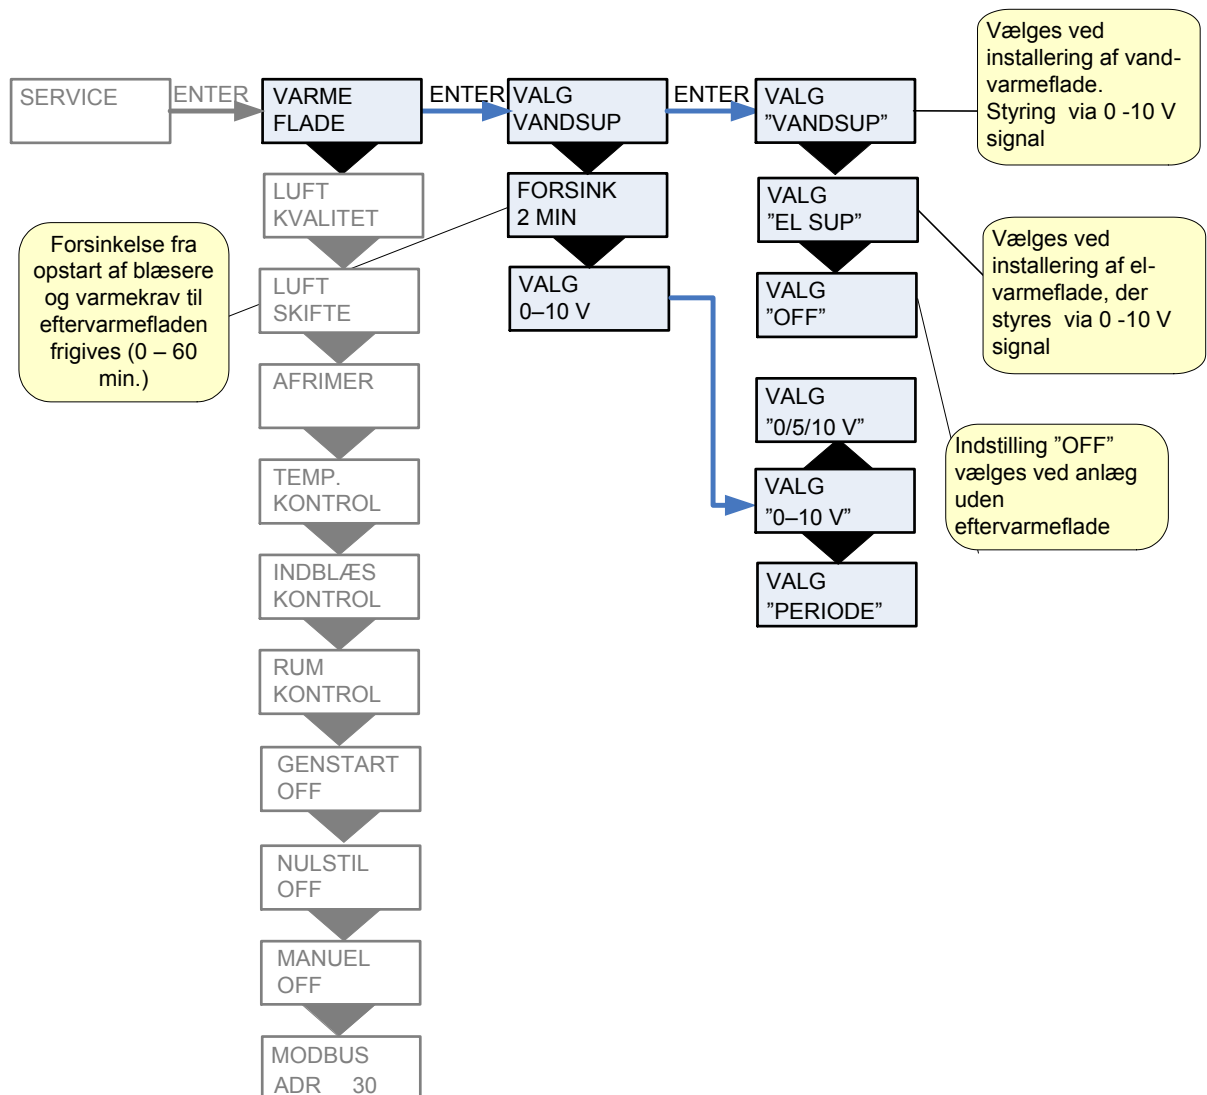 SERVICE
ENTER
VARME
FLADE
ENTER
VALG
VANDSUP
ENTER
VALG
"VANDSUP"
Vælges ved
installering af vand-
varmeflade.
Styring via 0 -10 V
signal
LUFT
KVALITET
FORSINK
2 MIN
VALG
"EL SUP"
Vælges ved
installering af el-
varmeflade, der
styres via 0 -10 V
signal
Forsinkelse fra
opstart af blæsere
og varmekrav til
eftervarmefladen
frigives (0 – 60
min.)
LUFT
SKIFTE
VALG
0–10 V
VALG
"OFF"
AFRIMER
VALG
"0/5/10 V"
Indstilling "OFF"
vælges ved anlæg
uden
eftervarmeflade
TEMP.
KONTROL
VALG
"0–10 V"
INDBLÆS
KONTROL
VALG
"PERIODE"
RUM
KONTROL
GENSTART
OFF
NULSTIL
OFF
MANUEL
OFF
MODBUS
ADR 30